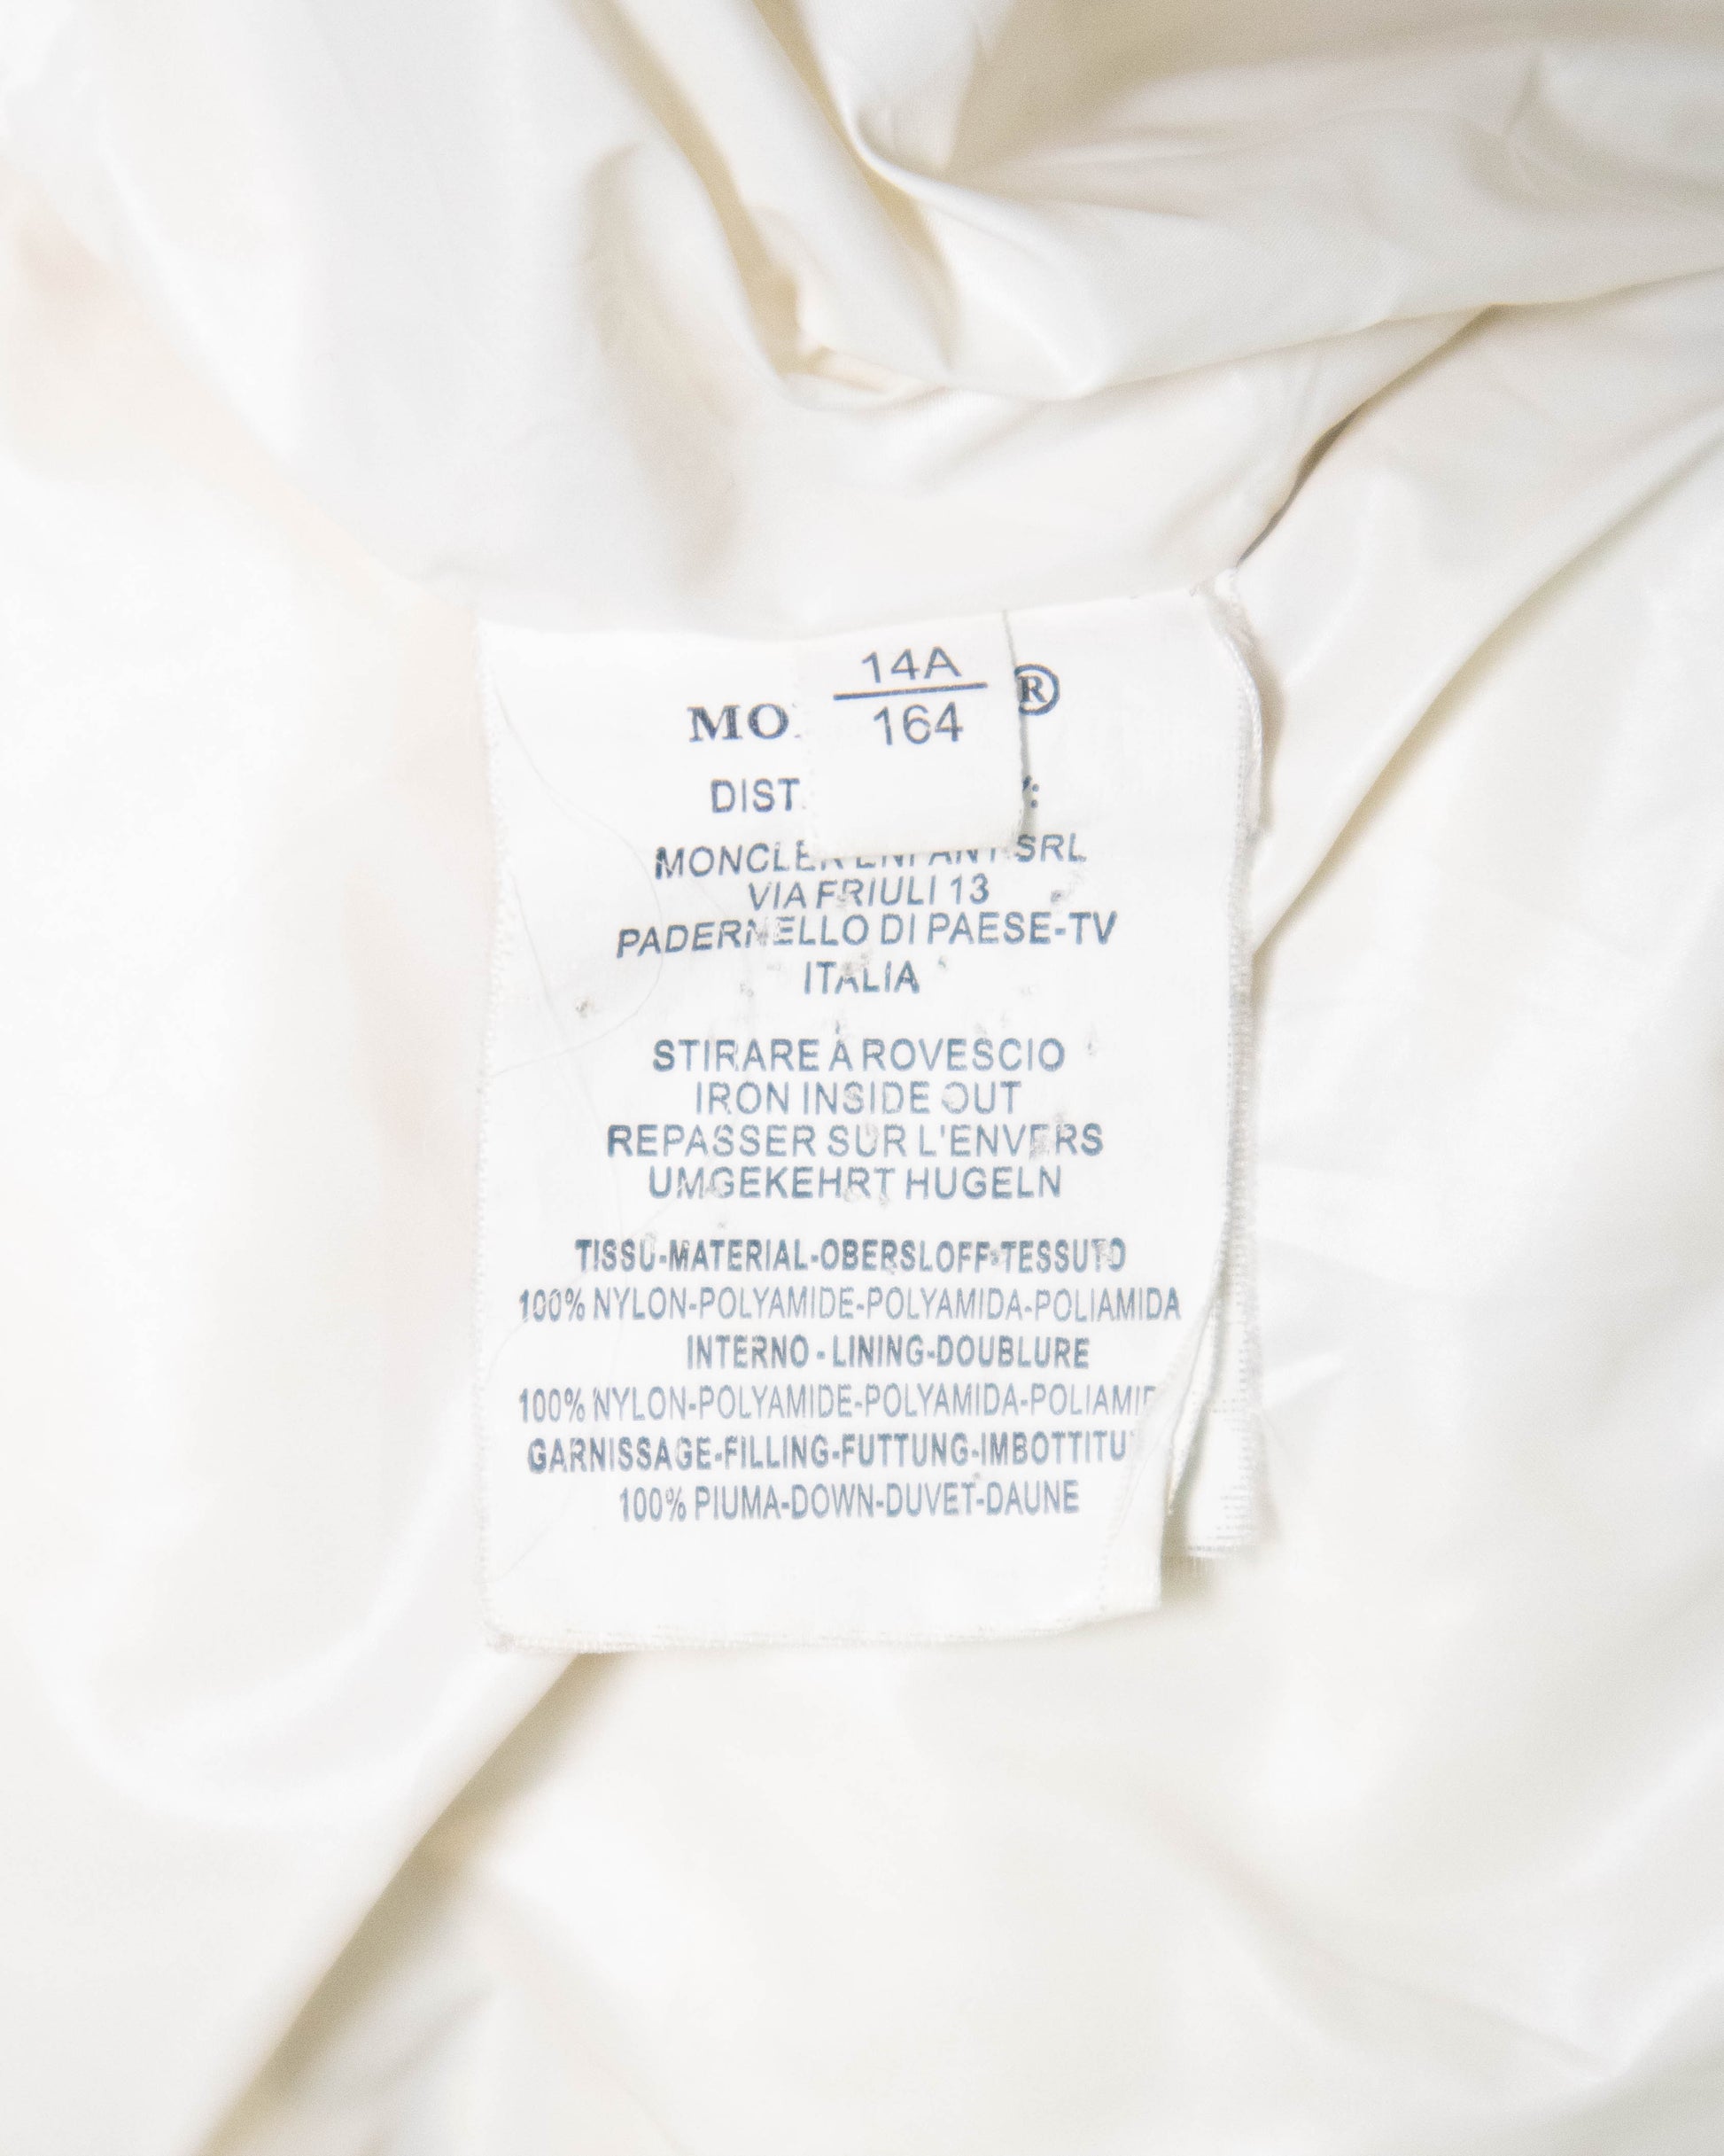 14A
164
MO ®
DIST :
MONCLER ENFANT SRL
VIA FRIULI 13
PADERNELLO DI PAESE-TV
ITALIA
STIRARE A ROVESCIO
IRON INSIDE OUT
REPASSER SUR L'ENVERS
UMGEKEHRT HUGELN
TISSU-MATERIAL-OBERSLOFF-TESSUTO
100% NYLON-POLYAMIDE-POLYAMIDA-POLIAMIDA
INTERNO - LINING-DOUBLURE
100% NYLON-POLYAMIDE-POLYAMIDA-POLIAMID
GARNISSAGE-FILLING-FUTTUNG-IMBOTTITU
100% PIUMA-DOWN-DUVET-DAUNE